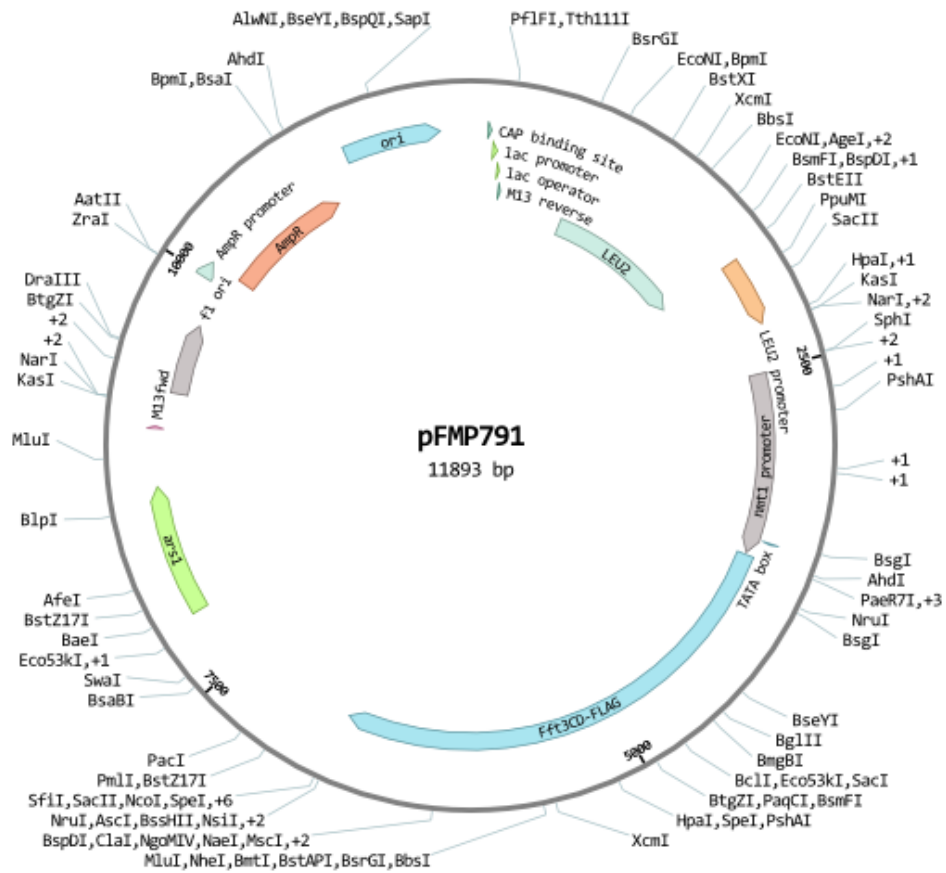 AlwNI,BseYI,BspQI,SapI
AhdI
BpmI,BsaI
AatII
ZraI
DraIII
BtgZI
+2
+2
NarI
KasI
MluI
BlpI
AfeI
BstZ17I
BaeI
Eco53kI,+1
SwaI
BsaBI
PacI
PmlI,BstZ17I
SfiI,SacII,NcoI,SpeI,+6
NruI,AscI,BssHII,NsiI,+2
BspDI,ClaI,NgoMIV,NaeI,MscI,+2
MluI,NheI,BmtI,BstAPI,BsrGI,BbsI
PflFI,Tth111I
BsrGI
EcoNI,BpmI
BstXI
XcmI
BbsI
EcoNI,AgeI,+2
BsmFI,BspDI,+1
BstEII
PpuMI
SacII
HpaI,+1
KasI
NarI,+2
SphI
+2
+1
PshAI
+1
+1
BsgI
AhdI
PaeR7I,+3
NruI
BsgI
BseYI
BglII
BmgBI
BclI,Eco53kI,SacI
BtgZI,PaqCI,BsmFI
HpaI,SpeI,PshAI
XcmI
ori
CAP binding site
lac promoter
lac operator
M13 reverse
LEU2
LEU2 promoter
nmt1 promoter
TATA box
Fft3CD-FLAG
ars1
M13fwd
f1 ori
AmpR promoter
AmpR
2500
5000
7500
10000
pFMP791
11893 bp